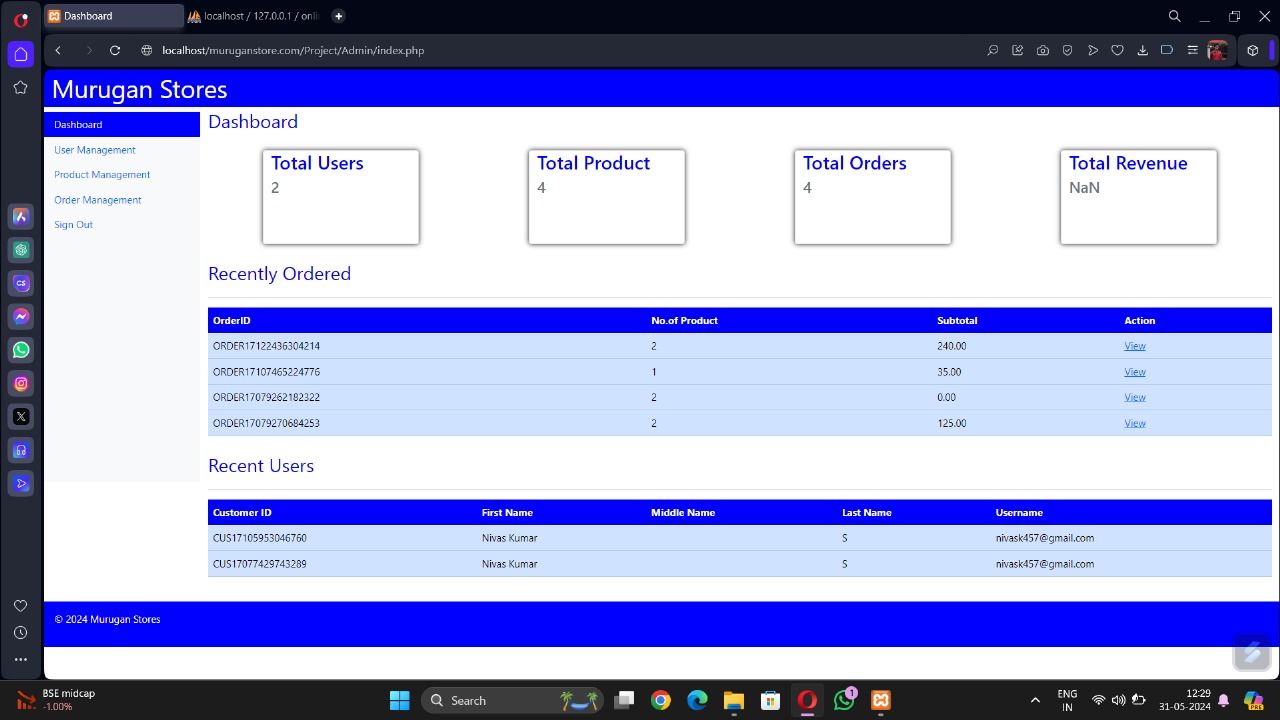 Dashboard
localhost / 127.0.0.1 / onli
localhost/muruganstore.com/Project/Admin/index.php
Murugan Stores
Dashboard
User Management
Product Management
Order Management
Sign Out
Dashboard
Total Users
2
Total Product
4
Total Orders
4
Total Revenue
NaN
Recently Ordered
OrderID No.of Product Subtotal Action
ORDER17122436304214 2 240.00 View
ORDER17107465224776 1 35.00 View
ORDER17079262182322 2 0.00 View
ORDER17079270684253 2 125.00 View
Recent Users
Customer ID First Name Middle Name Last Name Username
CUS17105953046760 Nivas Kumar S nivask457@gmail.com
CUS17077429743289 Nivas Kumar S nivask457@gmail.com
© 2024 Murugan Stores
CS
BSE midcap
-1.00%
Search
1
ENG
IN
12:29
31-05-2024
PRE